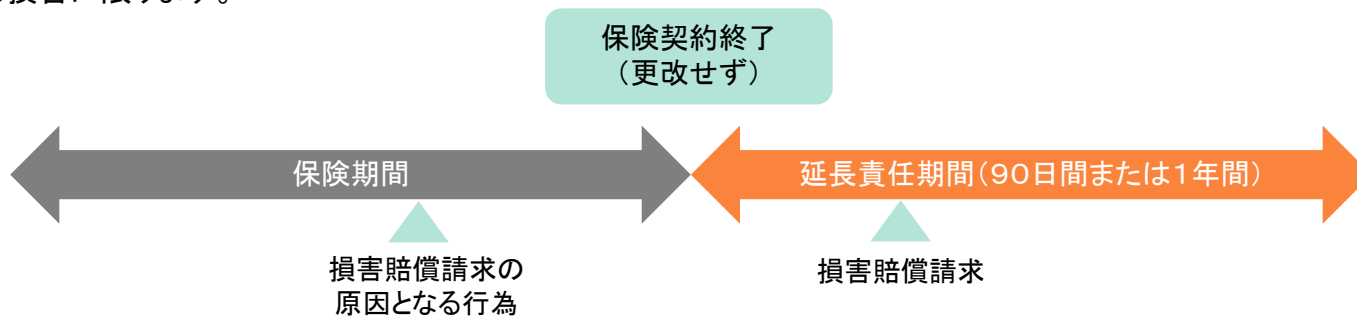 保険契約終了
(更改せず)
保険期間
延長責任期間(90日間または1年間)
損害賠償請求の
原因となる行為
損害賠償請求